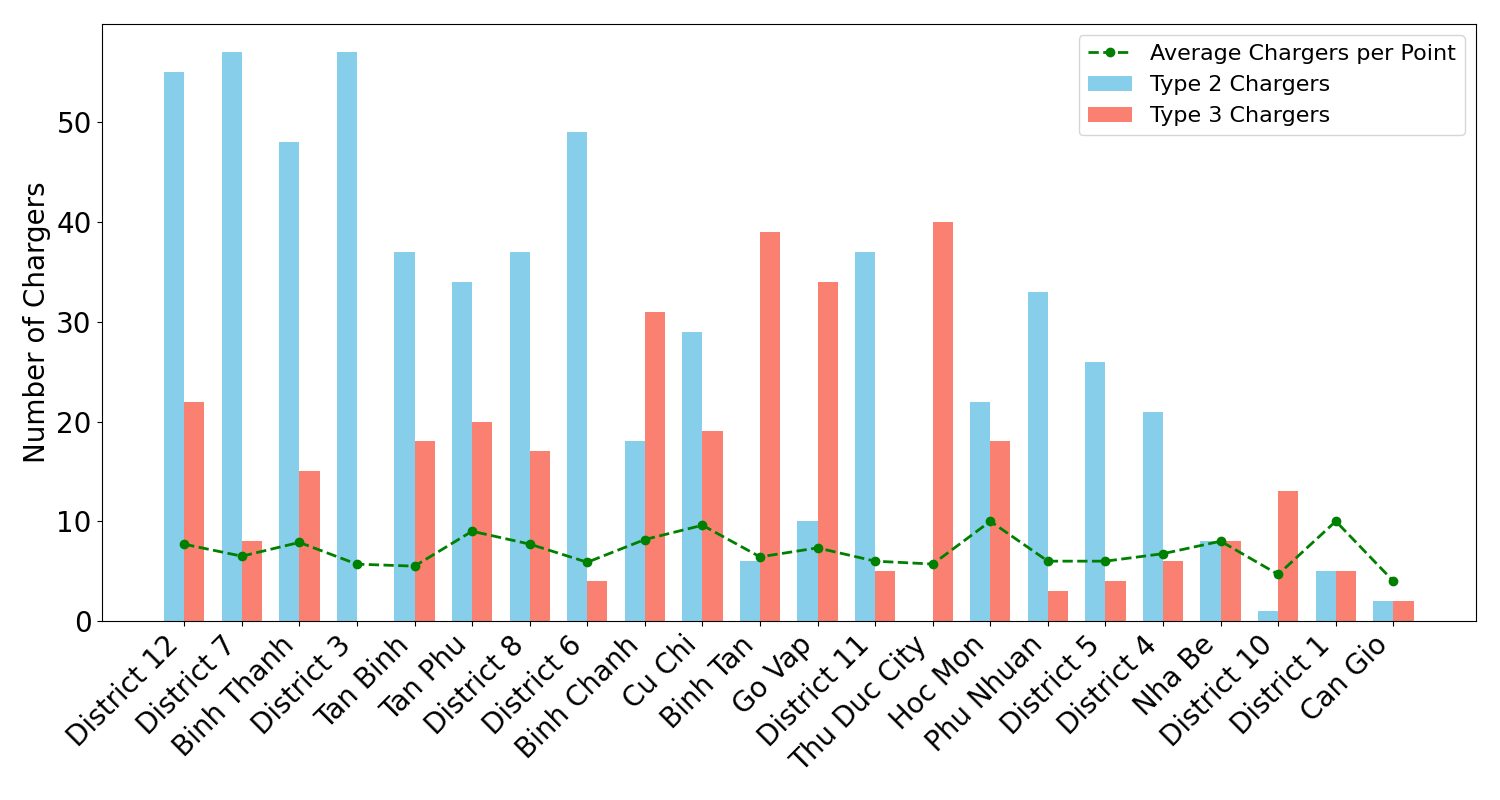 Average Chargers per Point
Type 2 Chargers
Type 3 Chargers
Number of Chargers
50
40
30
20
10
0
District 12
District 7
Binh Thanh
District 3
Tan Binh
Tan Phu
District 8
District 6
Binh Chanh
Cu Chi
Binh Tan
Go Vap
District 11
Thu Duc City
Hoc Mon
Phu Nhuan
District 5
District 4
Nha Be
District 10
District 1
Can Gio